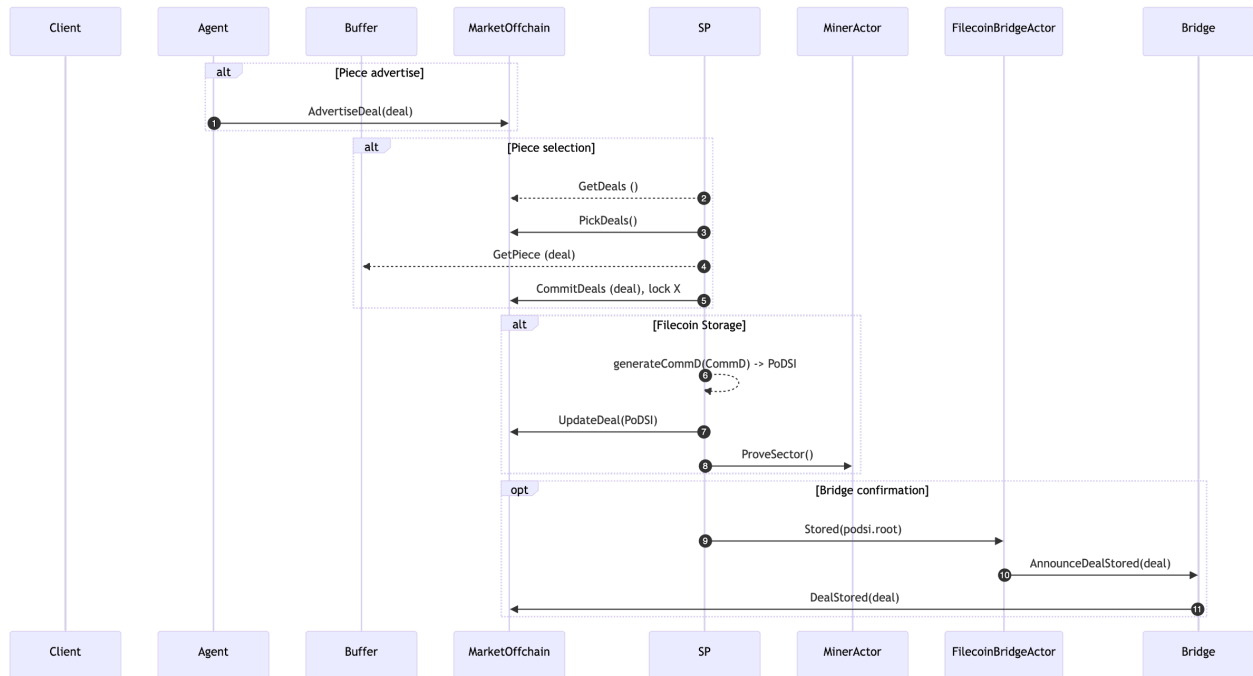 Client Agent Buffer MarketOffchain SP MinerActor FilecoinBridgeActor Bridge
alt [Piece advertise]
AdvertiseDeal(deal)
1
alt [Piece selection]
GetDeals ()
2
PickDeals()
3
GetPiece (deal)
4
CommitDeals (deal), lock X
5
alt [Filecoin Storage]
generateCommD(CommD) -> PoDSI
6
UpdateDeal(PoDSI)
7
ProveSector()
8
opt [Bridge confirmation]
Stored(podsi.root)
9
AnnounceDealStored(deal)
10
DealStored(deal)
11
Client Agent Buffer MarketOffchain SP MinerActor FilecoinBridgeActor Bridge